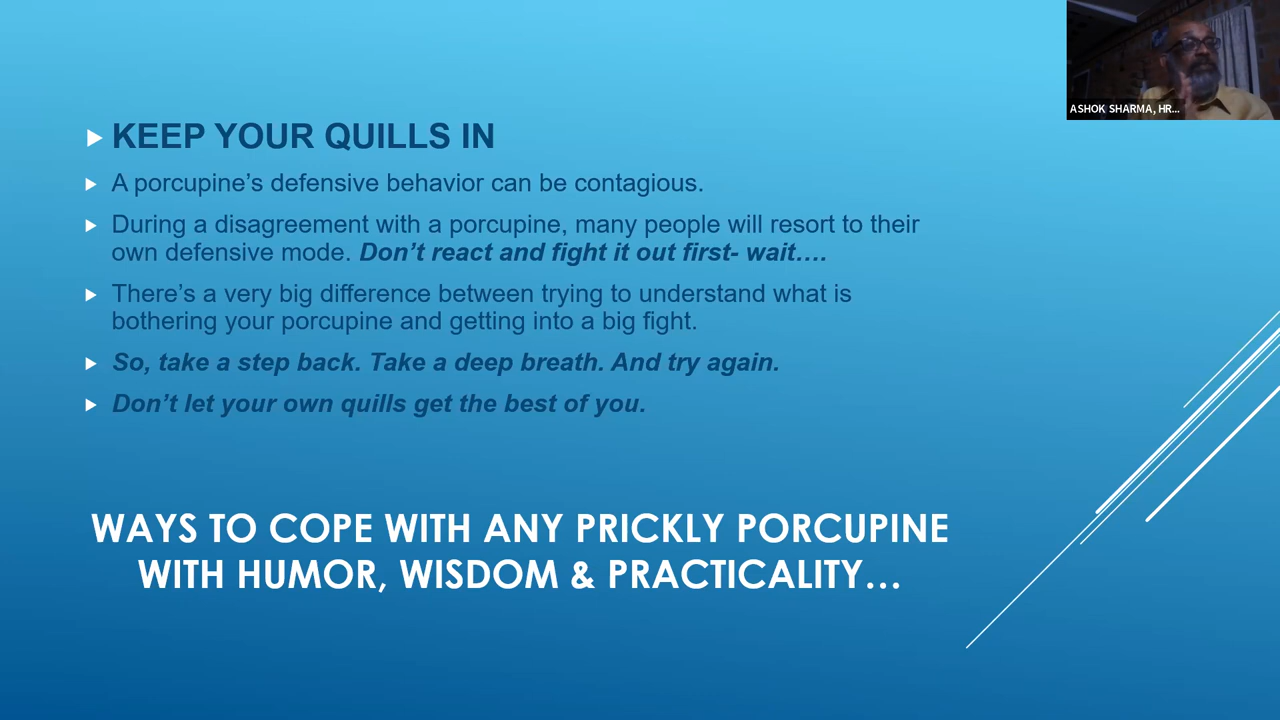 KEEP YOUR QUILLS IN
A porcupine's defensive behavior can be contagious.
During a disagreement with a porcupine, many people will resort to their
own defensive mode. Don't react and fight it out first- wait….
There's a very big difference between trying to understand what is
bothering your porcupine and getting into a big fight.
So, take a step back. Take a deep breath. And try again.
Don't let your own quills get the best of you.
WAYS TO COPE WITH ANY PRICKLY PORCUPINE
WITH HUMOR, WISDOM & PRACTICALITY…
ASHOK SHARMA, HR...